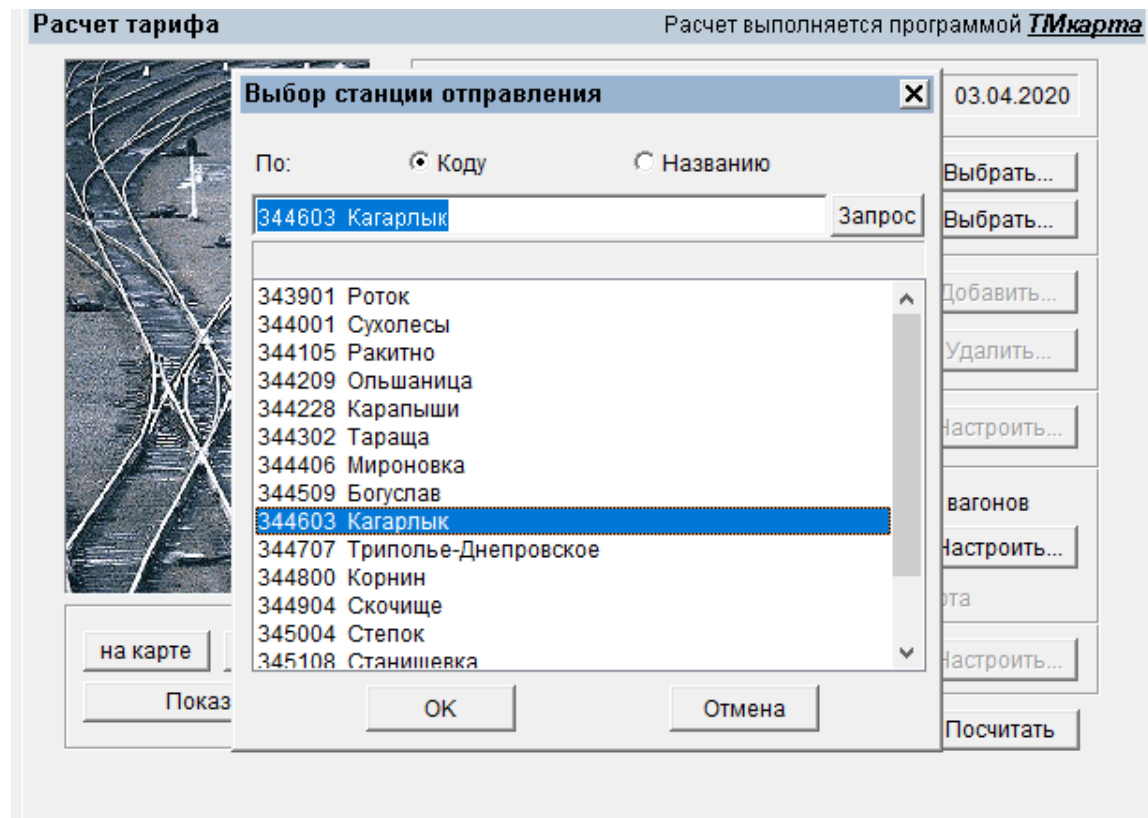 Расчет тарифа
Расчет выполняется программой ТМкарта
Выбор станции отправления
03.04.2020
По: Коду Названию
Выбрать...
344603 Кагарлык
Запрос
Выбрать...
343901 Роток
344001 Сухолесы
344105 Ракитно
344209 Ольшаница
344228 Карапыши
344302 Тараща
344406 Мироновка
344509 Богуслав
344603 Кагарлык
344707 Триполье-Днепровское
344800 Корнин
344904 Скочище
345004 Степок
345108 Станишевка
Добавить...
Удалить...
Настроить...
вагонов
Настроить...
на карте
Настроить...
Показ
OK
Отмена
Посчитать